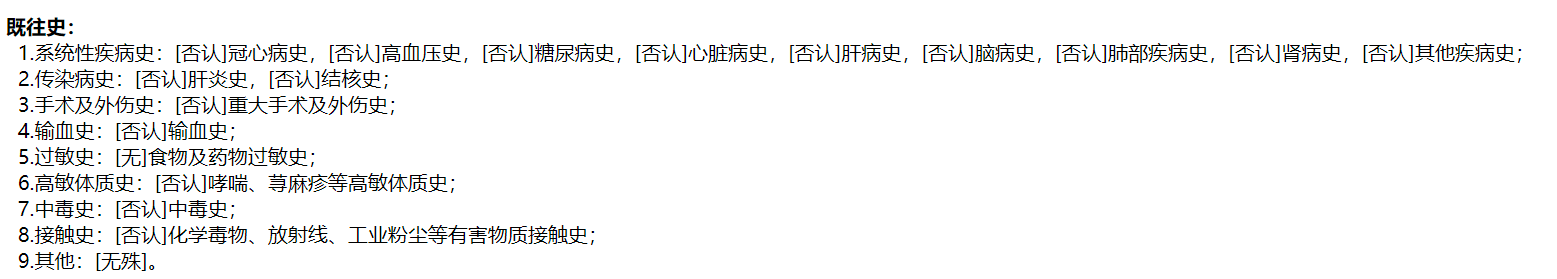 既往史：
1.系统性疾病史：[否认]冠心病史，[否认]高血压史，[否认]糖尿病史，[否认]心脏病史，[否认]肝病史，[否认]脑病史，[否认]肺部疾病史，[否认]肾病史，[否认]其他疾病史；
2.传染病史：[否认]肝炎史，[否认]结核史；
3.手术及外伤史：[否认]重大手术及外伤史；
4.输血史：[否认]输血史；
5.过敏史：[无]食物及药物过敏史；
6.高敏体质史：[否认]哮喘、荨麻疹等高敏体质史；
7.中毒史：[否认]中毒史；
8.接触史：[否认]化学毒物、放射线、工业粉尘等有害物质接触史；
9.其他：[无殊]。